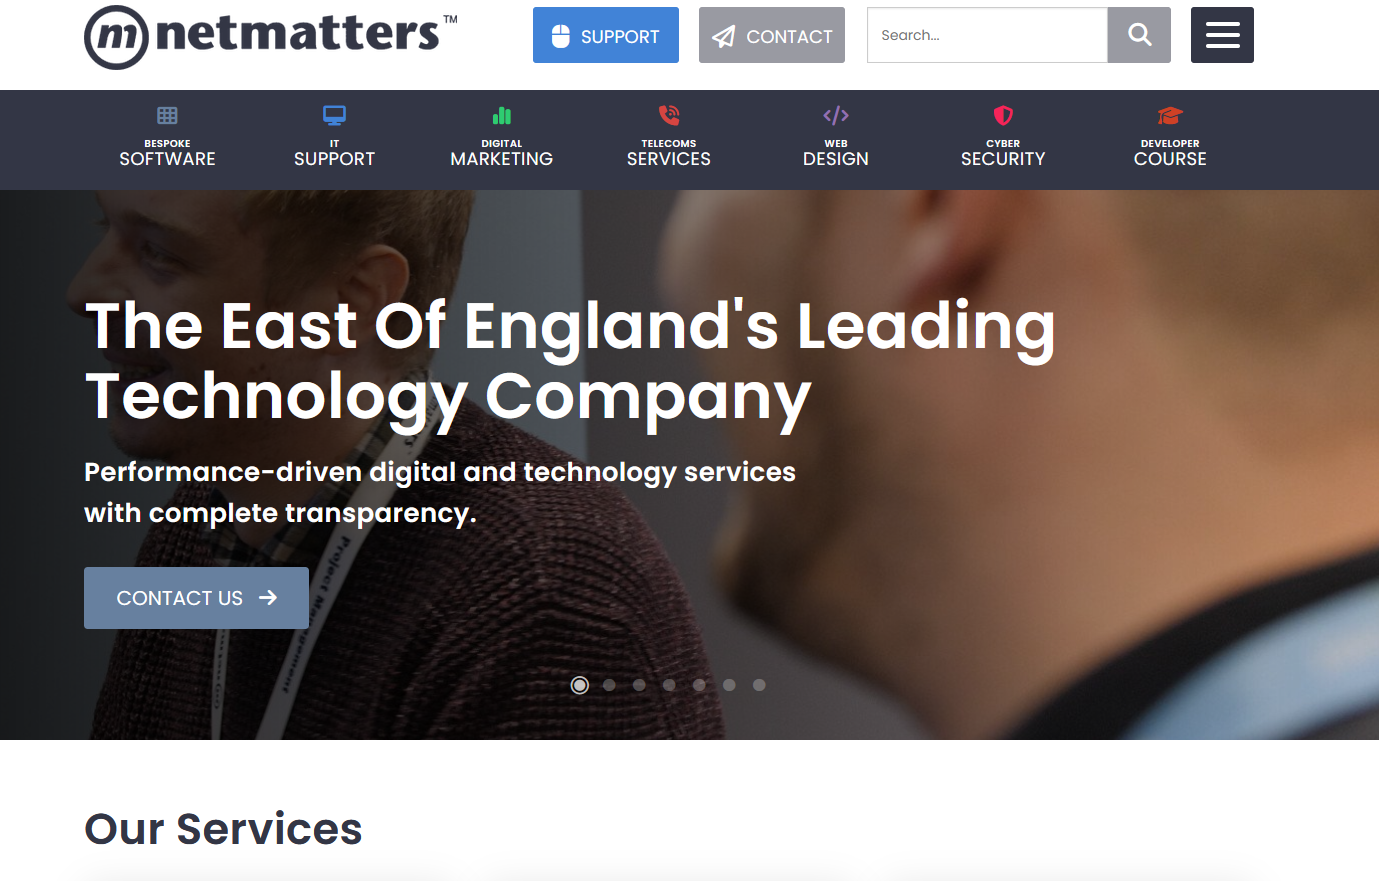 m netmatters™
SUPPORT
CONTACT
Search...
BESPOKE
SOFTWARE
IT
SUPPORT
DIGITAL
MARKETING
TELECOMS
SERVICES
WEB
DESIGN
CYBER
SECURITY
DEVELOPER
COURSE
The East Of England's Leading
Technology Company
Performance-driven digital and technology services
with complete transparency.
CONTACT US
Project Management
Our Services